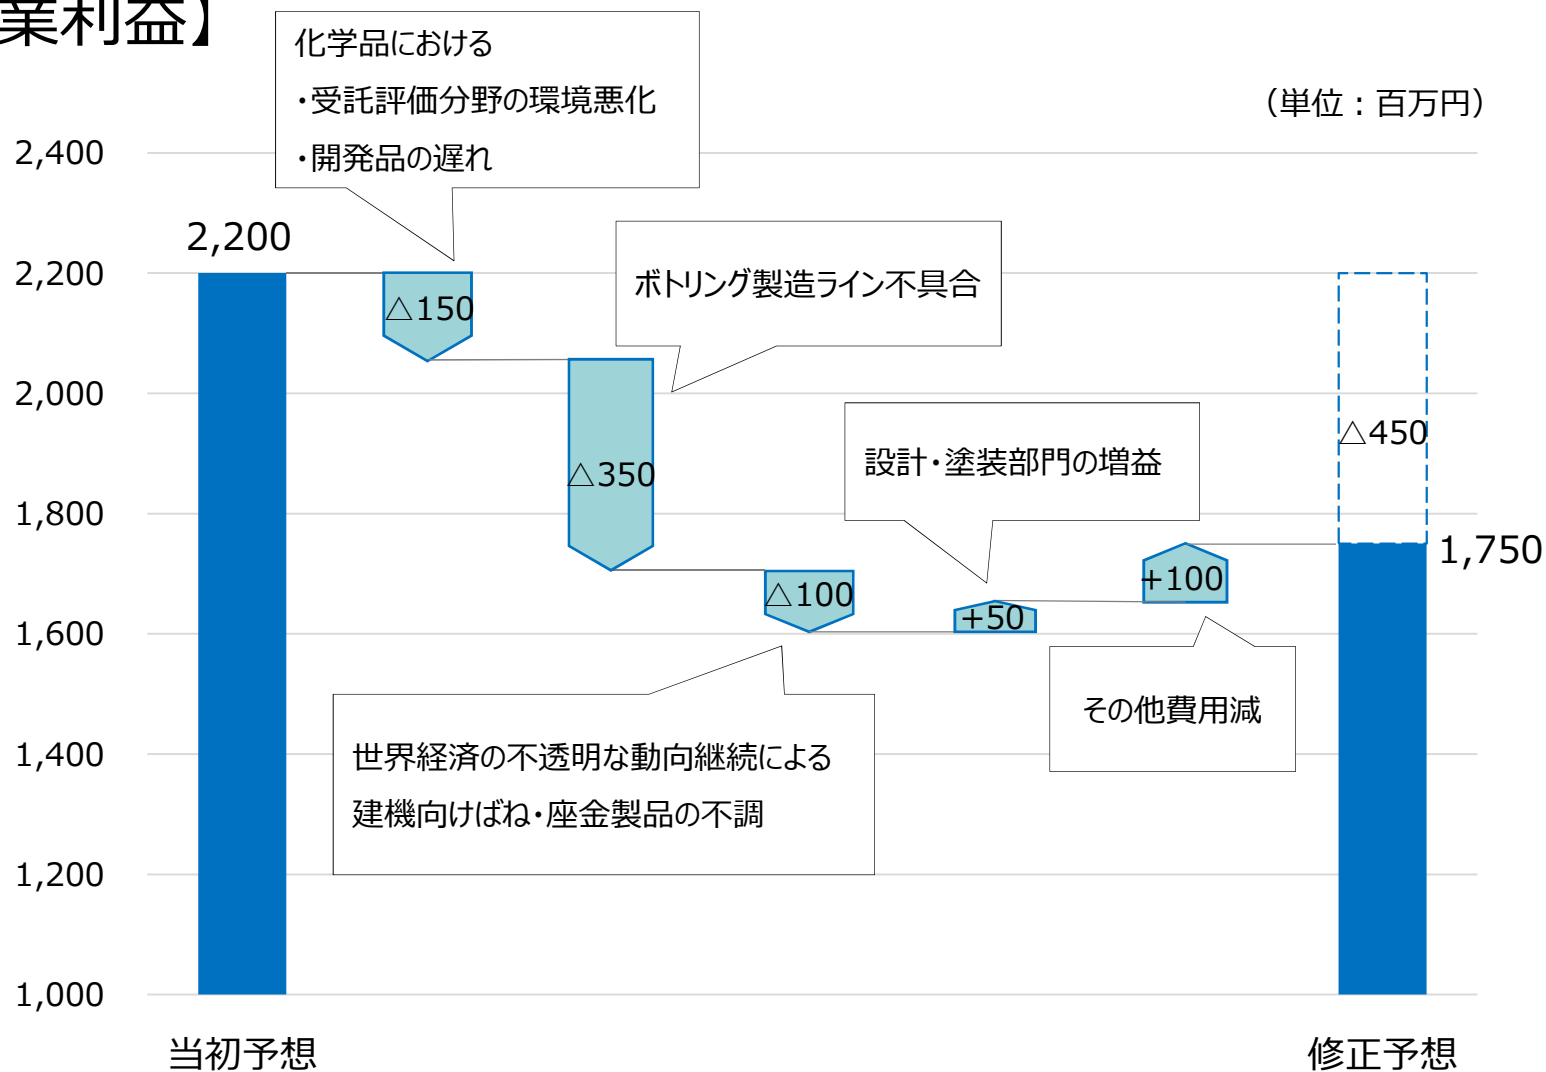 業利益】
化学品における
・受託評価分野の環境悪化
・開発品の遅れ
（単位：百万円）
2,400
2,200
2,200
△150
ボトリング製造ライン不具合
2,000
△350
設計・塗装部門の増益
△450
1,800
1,750
△100
+50
+100
1,600
世界経済の不透明な動向継続による
建機向けばね・座金製品の不調
その他費用減
1,400
1,200
1,000
当初予想
修正予想